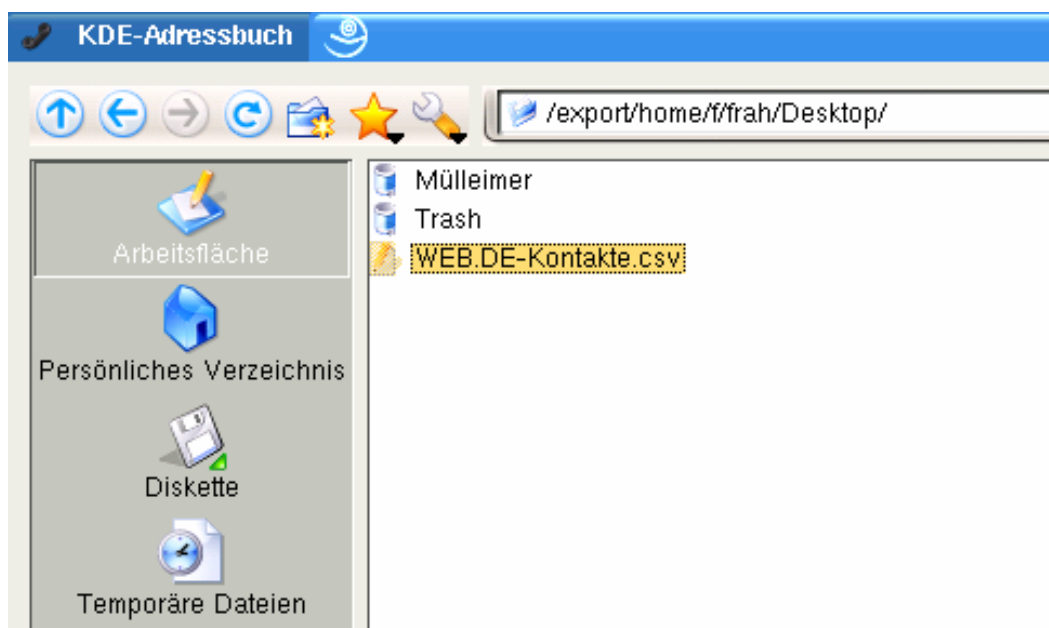 KDE-Adressbuch
/export/home/f/frah/Desktop/
Arbeitsfläche
Persönliches Verzeichnis
Diskette
Temporäre Dateien
Mülleimer
Trash
WEB.DE-Kontakte.csv